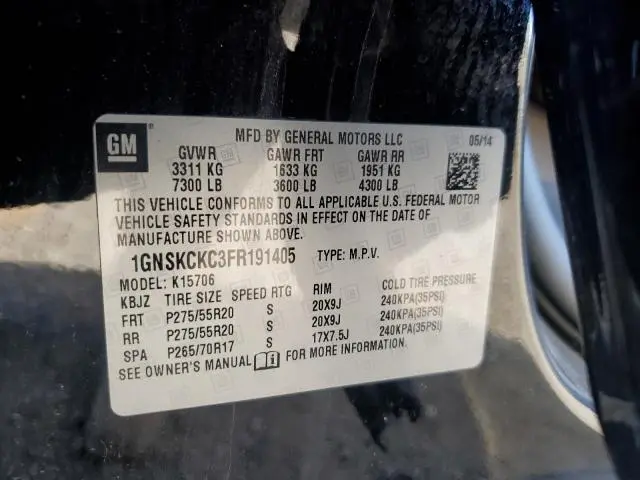 GM
MFD BY GENERAL MOTORS LLC 05/14
GVWR GAWR FRT GAWR RR
3311 KG 1633 KG 1951 KG
7300 LB 3600 LB 4300 LB
THIS VEHICLE CONFORMS TO ALL APPLICABLE U.S. FEDERAL MOTOR
VEHICLE SAFETY STANDARDS IN EFFECT ON THE DATE OF
MANUFACTURE SHOWN ABOVE.
1GNSKCKC3FR191405 TYPE: M.P.V.
MODEL: K15706
KBJZ TIRE SIZE SPEED RTG RIM COLD TIRE PRESSURE
FRT P275/55R20 S 20X9J 240KPA(35PSI)
RR P275/55R20 S 20X9J 240KPA(35PSI)
SPA P265/70R17 S 17X7.5J 240KPA(35PSI)
SEE OWNER'S MANUAL FOR MORE INFORMATION.